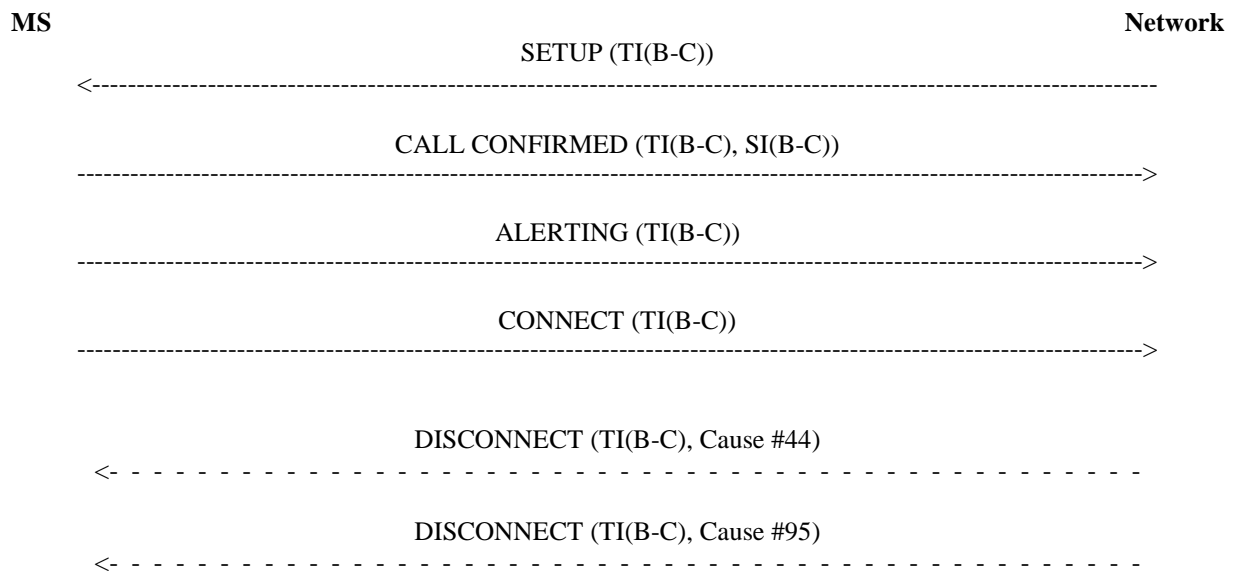 MS Network
SETUP (TI(B-C))
<------------------------------------------------------------------------------------------------------------------------
CALL CONFIRMED (TI(B-C), SI(B-C))
------------------------------------------------------------------------------------------------------------------------>
ALERTING (TI(B-C))
------------------------------------------------------------------------------------------------------------------------>
CONNECT (TI(B-C))
------------------------------------------------------------------------------------------------------------------------>
DISCONNECT (TI(B-C), Cause #44)
<- - - - - - - - - - - - - - - - - - - - - - - - - - - - - - - - - - - - - - - - - - - - - - - - - - - - - - - - -
DISCONNECT (TI(B-C), Cause #95)
<- - - - - - - - - - - - - - - - - - - - - - - - - - - - - - - - - - - - - - - - - - - - - - - - - - - - - - - - -